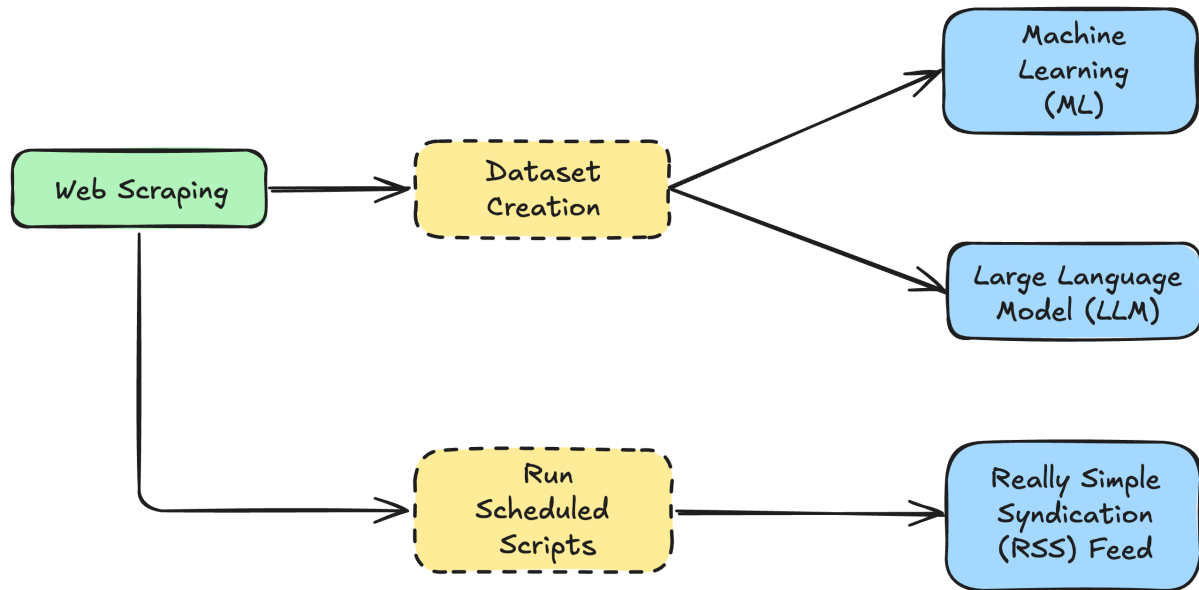 Machine
Learning
(ML)
Web Scraping
Dataset
Creation
Large Language
Model (LLM)
Run
Scheduled
Scripts
Really Simple
Syndication
(RSS) Feed